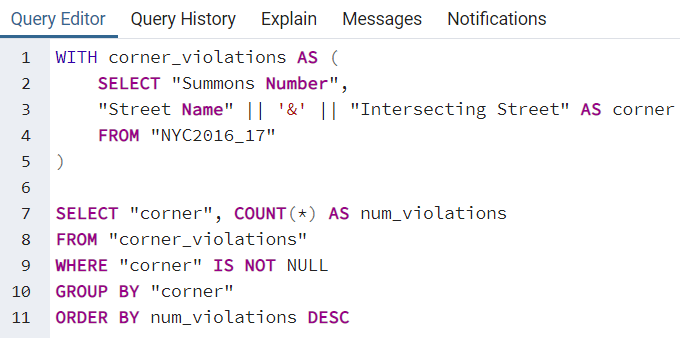 Query Editor Query History Explain Messages Notifications
1 WITH corner_violations AS (
2 SELECT "Summons Number",
3 "Street Name" || '&' || "Intersecting Street" AS corner
4 FROM "NYC2016_17"
5 )
6
7 SELECT "corner", COUNT(*) AS num_violations
8 FROM "corner_violations"
9 WHERE "corner" IS NOT NULL
10 GROUP BY "corner"
11 ORDER BY num_violations DESC